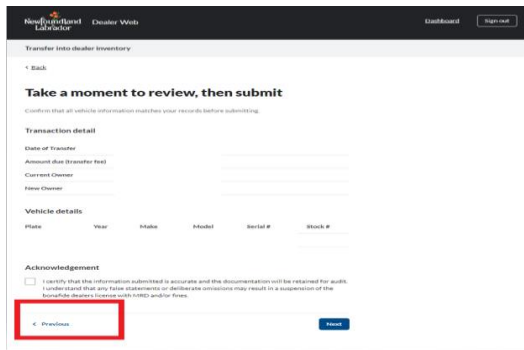 Newfoundland Labrador Dealer Web Dashboard Sign out
Transfer into dealer inventory
< Back
Take a moment to review, then submit
Confirm that all vehicle information matches your records before submitting.
Transaction detail
Date of Transfer
Amount due (transfer fee)
Current Owner
New Owner
Vehicle details
Plate Year Make Model Serial # Stock #
Acknowledgement
I certify that the information submitted is accurate and the documentation will be retained for audit.
I understand that any false statements or deliberate omissions may result in a suspension of the
bonafide dealers license with MRD and/or fines.
< Previous Next